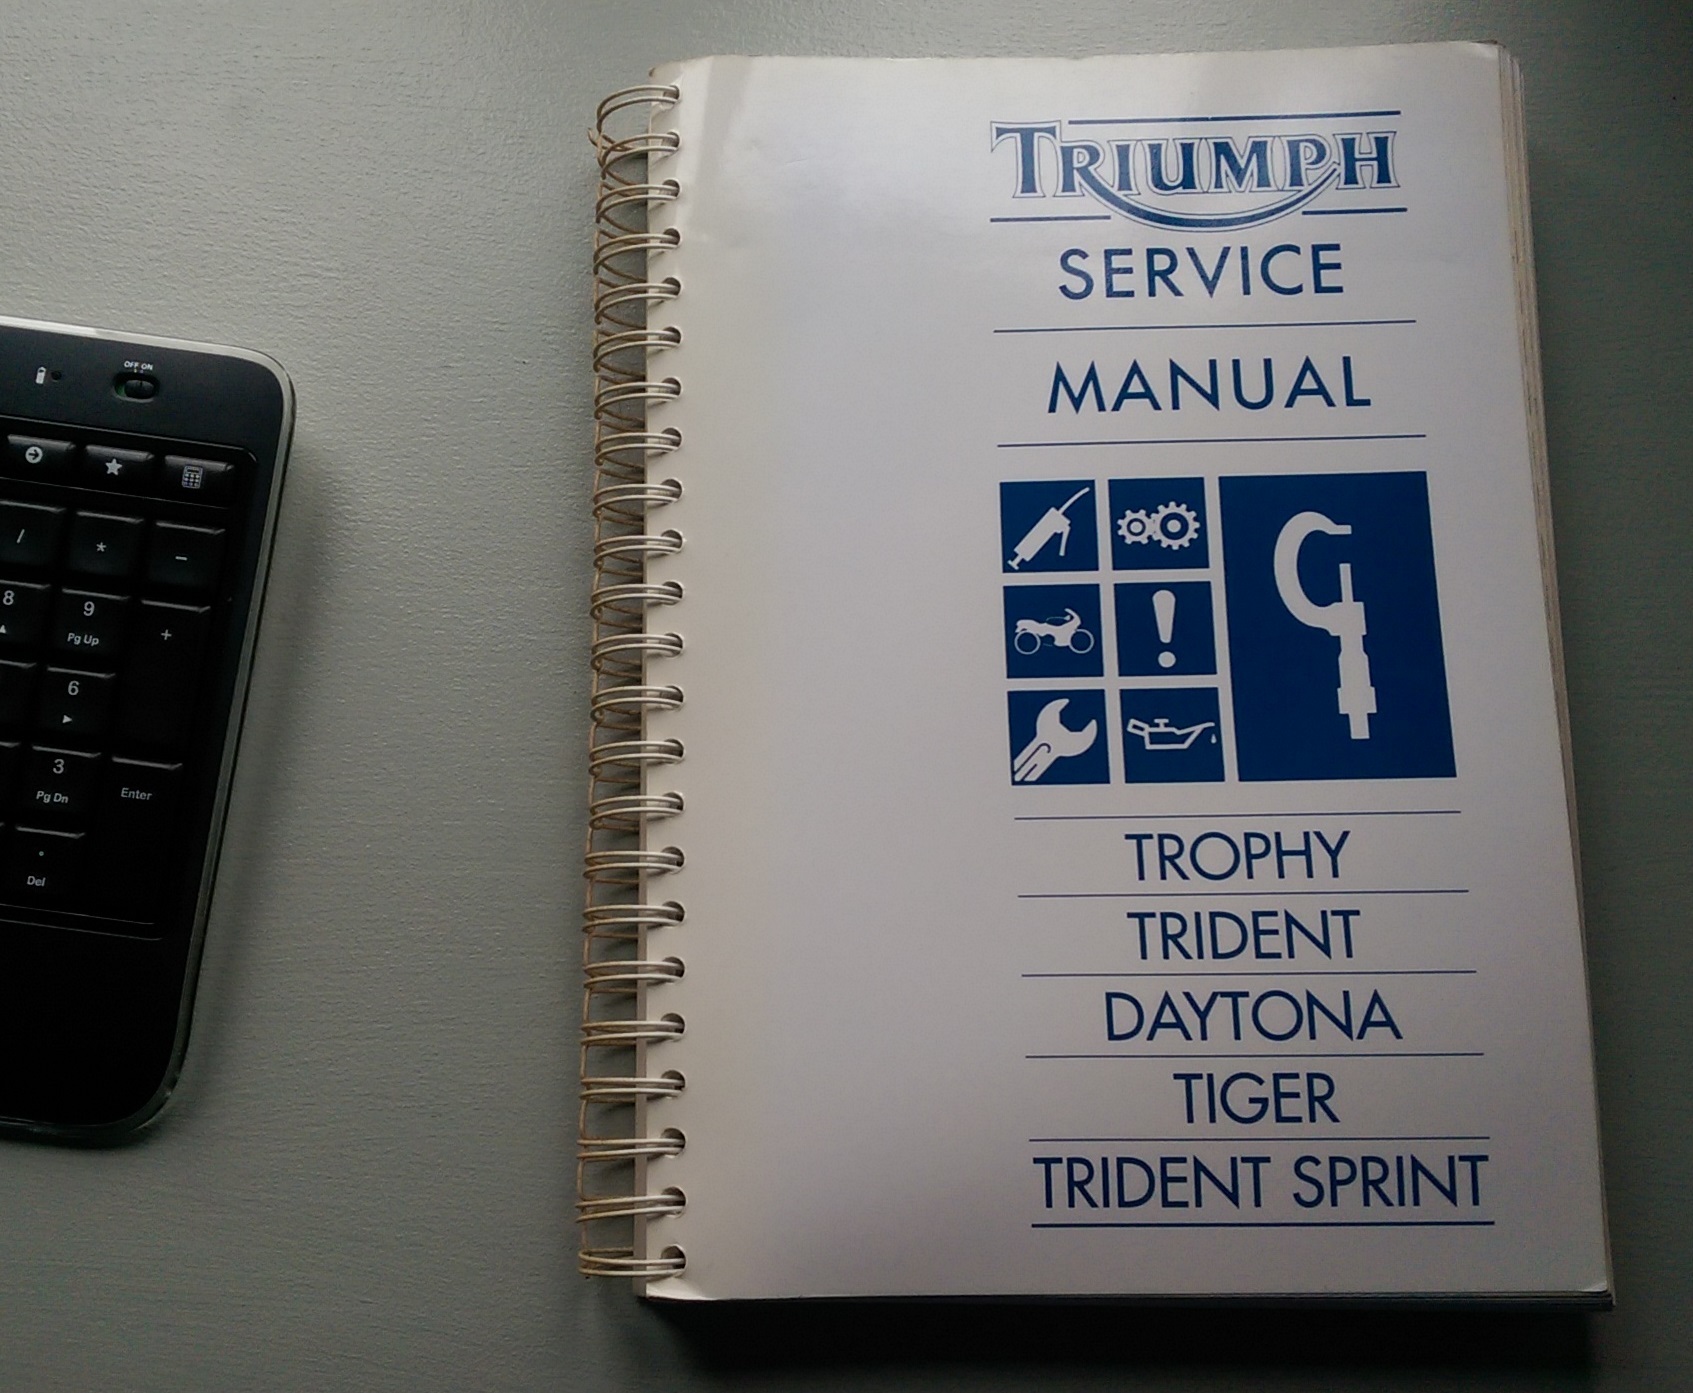 OFF ON
/ * −
8
9
Pg Up
+
6
3
Pg Dn
Enter
.
Del
TRIUMPH
SERVICE
MANUAL
TROPHY
TRIDENT
DAYTONA
TIGER
TRIDENT SPRINT